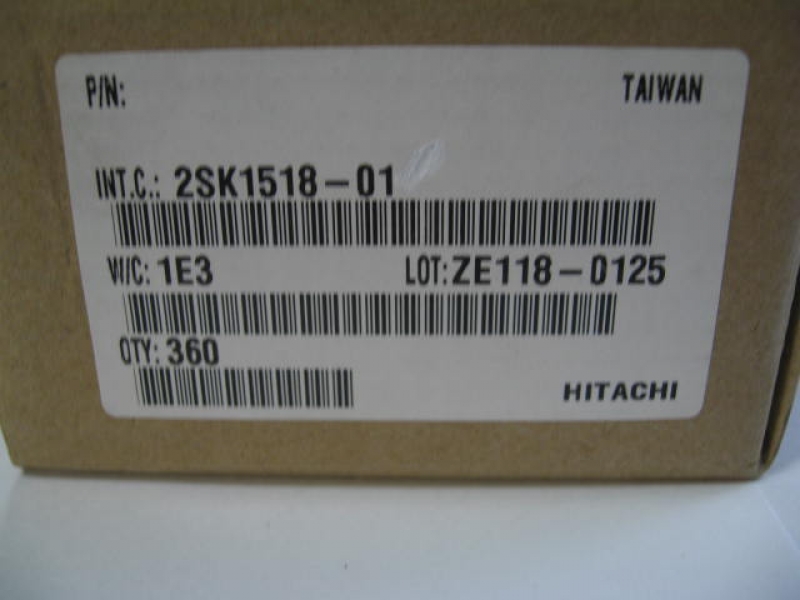 P/N: TAIWAN
INT.C.: 2SK1518-01
W/C: 1E3 LOT: ZE118-0125
QTY: 360
HITACHI